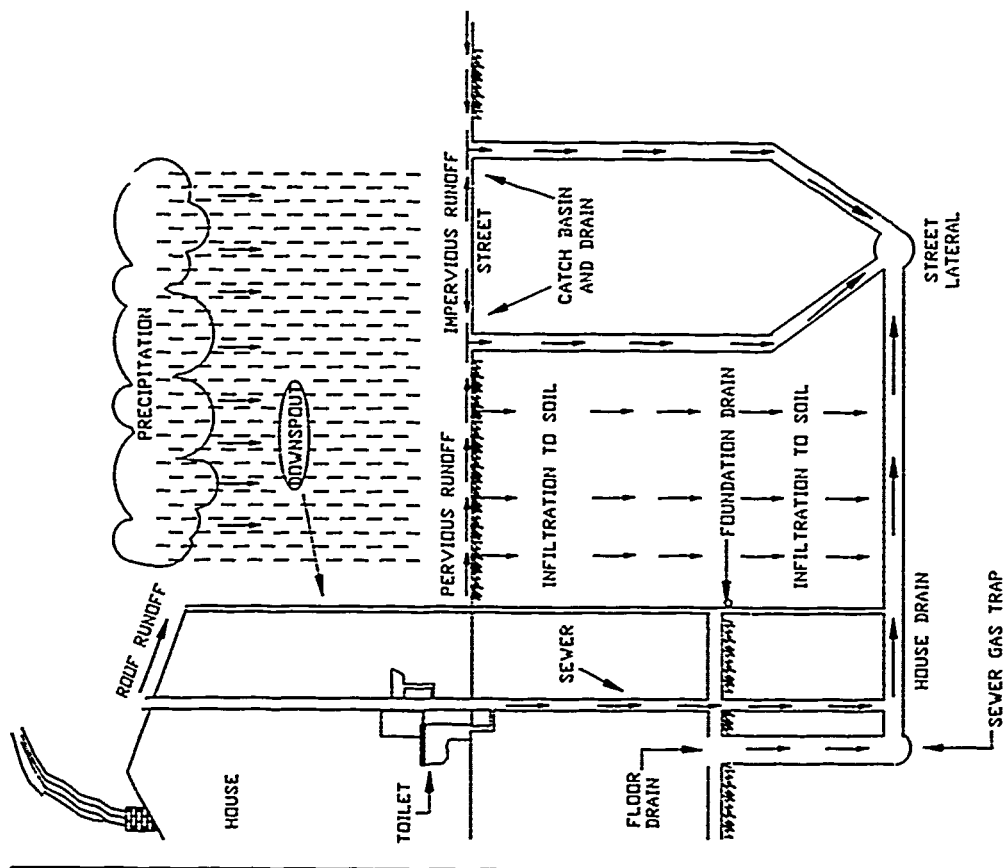 PRECIPITATION
ROOF RUNOFF
DOWNSPOUT
HOUSE
TOILET
PERVIOUS RUNOFF
IMPERVIOUS RUNOFF
STREET
CATCH BASIN
AND DRAIN
SEWER
INFILTRATION TO SOIL
FLOOR
DRAIN
FOUNDATION DRAIN
INFILTRATION TO SOIL
HOUSE DRAIN
STREET
LATERAL
SEWER GAS TRAP